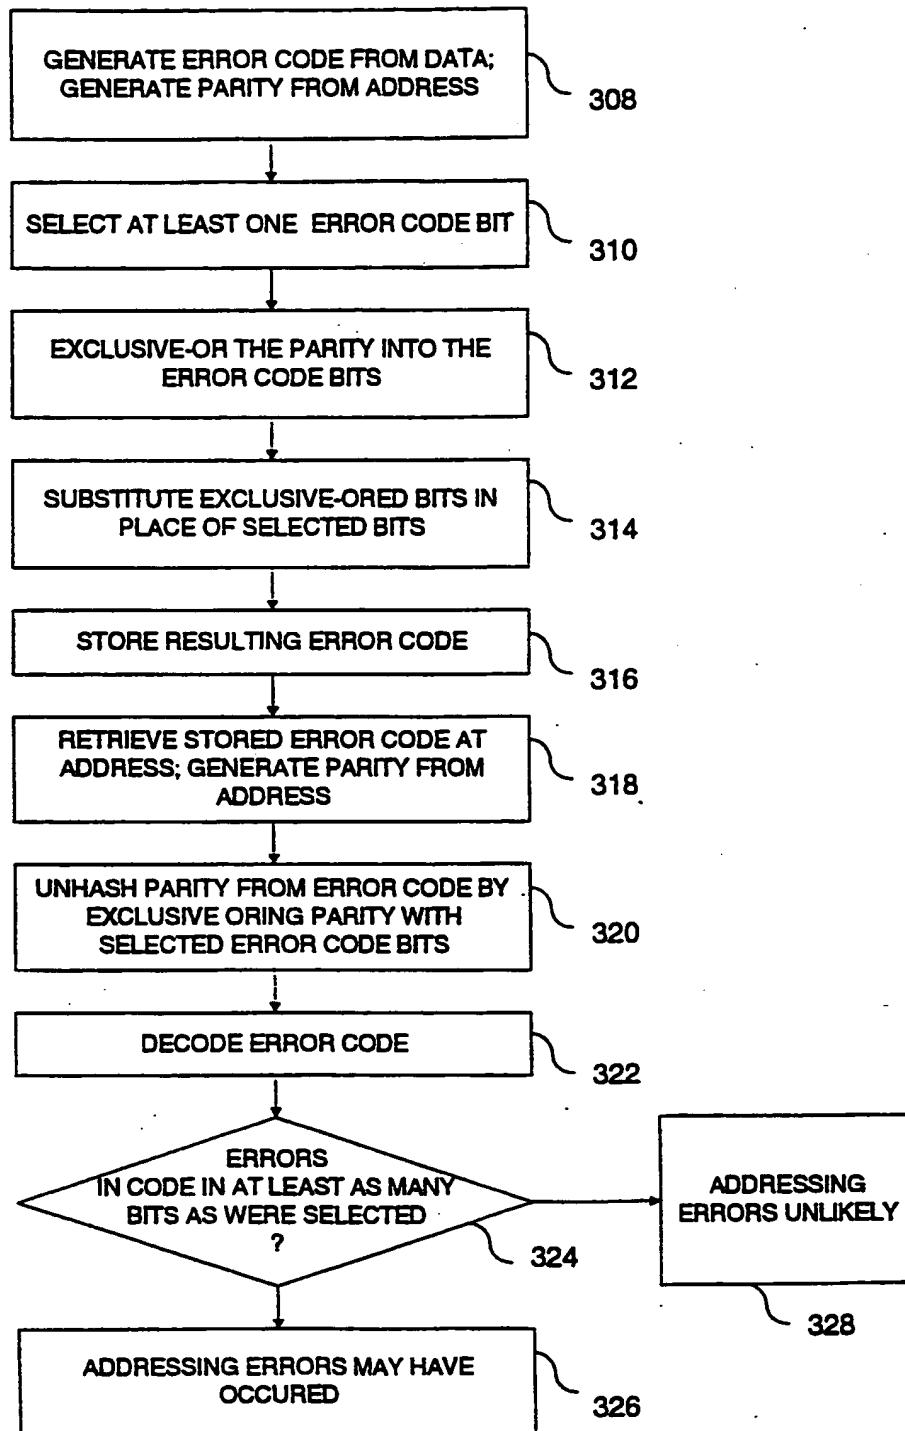 GENERATE ERROR CODE FROM DATA;
GENERATE PARITY FROM ADDRESS
308
SELECT AT LEAST ONE ERROR CODE BIT
310
EXCLUSIVE-OR THE PARITY INTO THE
ERROR CODE BITS
312
SUBSTITUTE EXCLUSIVE-ORED BITS IN
PLACE OF SELECTED BITS
314
STORE RESULTING ERROR CODE
316
RETRIEVE STORED ERROR CODE AT
ADDRESS; GENERATE PARITY FROM
ADDRESS
318
UNHASH PARITY FROM ERROR CODE BY
EXCLUSIVE ORING PARITY WITH
SELECTED ERROR CODE BITS
320
DECODE ERROR CODE
322
ERRORS
IN CODE IN AT LEAST AS MANY
BITS AS WERE SELECTED
?
324
ADDRESSING
ERRORS UNLIKELY
328
ADDRESSING ERRORS MAY HAVE
OCCURED
326